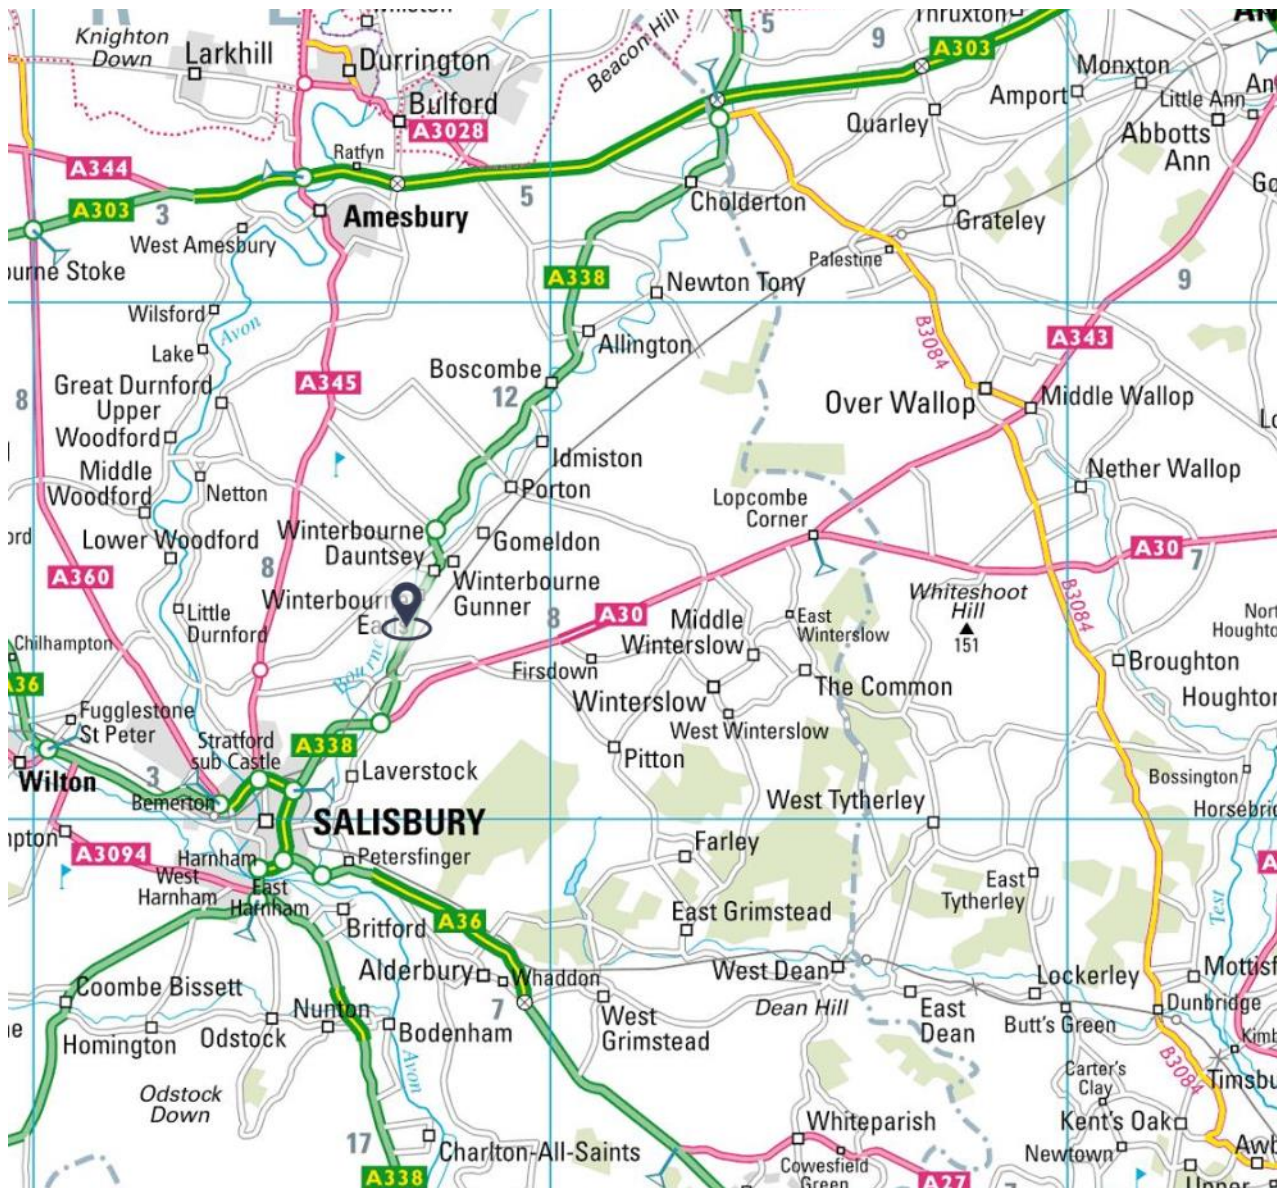 Knighton
Down
Larkhill
Durrington
Bulford
A3028
Beacon Hill
5
9
A303
Thruxton
Monxton
Amport
Little Ann
Quarley
Abbotts
Ann
A344
Ratfyn
A303
3
5
Amesbury
West Amesbury
Cholderton
Grateley
Palestine
A338
Newton Tony
9
Wilsford
Avon
Lake
Allington
B3084
A343
8
Great Durnford
A345
Boscombe
12
Over Wallop
Middle Wallop
Upper
Woodford
Middle
Woodford
Netton
Idmiston
Porton
Nether Wallop
Lopcombe
Corner
Lower Woodford
Winterbourne
Dauntsey
Gomeldon
A30
7
A360
8
Winterbourne
Gunner
Whiteshoot
Hill
151
B3084
Little
Durnford
8
A30
Middle
Winterslow
East
Winterslow
Chilhampton
Bourne
Firsdown
Broughton
Winterslow
The Common
Houghton
Fugglestone
St Peter
West Winterslow
Stratford
sub Castle
A338
Pitton
Wilton
3
Laverstock
Bossington
Bemerton
West Tytherley
SALISBURY
A3094
Harnham
Petersfinger
Farley
West
Harnham
East
Harnham
East
Tytherley
Test
Britford
A36
East Grimstead
Alderbury
Whaddon
West Dean
Lockerley
Coombe Bissett
Nunton
7
West
Grimstead
Dean Hill
East
Dean
Butt's Green
Dunbridge
Homington
Odstock
Bodenham
Avon
B3084
Carter's
Clay
Odstock
Down
Kent's Oak
Whiteparish
Newtown
17
Charlton-All-Saints
Cowesfield
Green
A338
A27